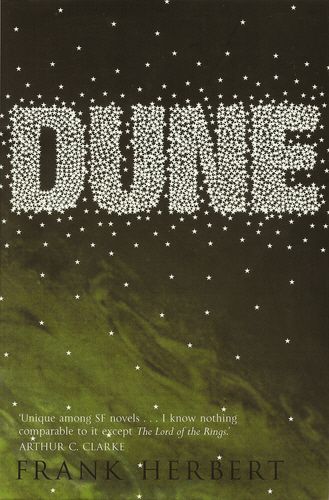 DUNE
'Unique among SF novels . . . I know nothing
comparable to it except The Lord of the Rings.'
ARTHUR C. CLARKE
FRANK HERBERT